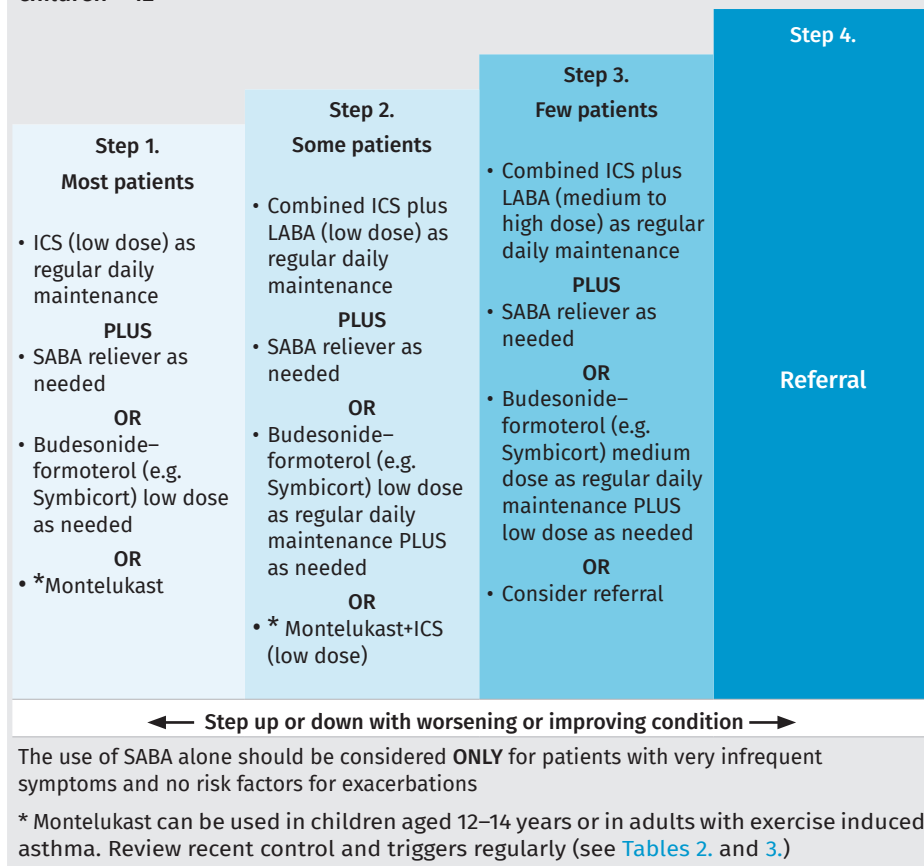 Step 1.
Most patients
• ICS (low dose) as
regular daily
maintenance
PLUS
• SABA reliever as
needed
OR
• Budesonide–
formoterol (e.g.
Symbicort) low dose
as needed
OR
• *Montelukast
Step 2.
Some patients
• Combined ICS plus
LABA (low dose) as
regular daily
maintenance
PLUS
• SABA reliever as
needed
OR
• Budesonide–
formoterol (e.g.
Symbicort) low dose
as regular daily
maintenance PLUS
as needed
OR
• * Montelukast+ICS
(low dose)
Step 3.
Few patients
• Combined ICS plus
LABA (medium to
high dose) as regular
daily maintenance
PLUS
• SABA reliever as
needed
OR
• Budesonide–
formoterol (e.g.
Symbicort) medium
dose as regular daily
maintenance PLUS
low dose as needed
OR
• Consider referral
Step 4.
Referral
Step up or down with worsening or improving condition
The use of SABA alone should be considered ONLY for patients with very infrequent
symptoms and no risk factors for exacerbations
* Montelukast can be used in children aged 12–14 years or in adults with exercise induced
asthma. Review recent control and triggers regularly (see Tables 2. and 3.)